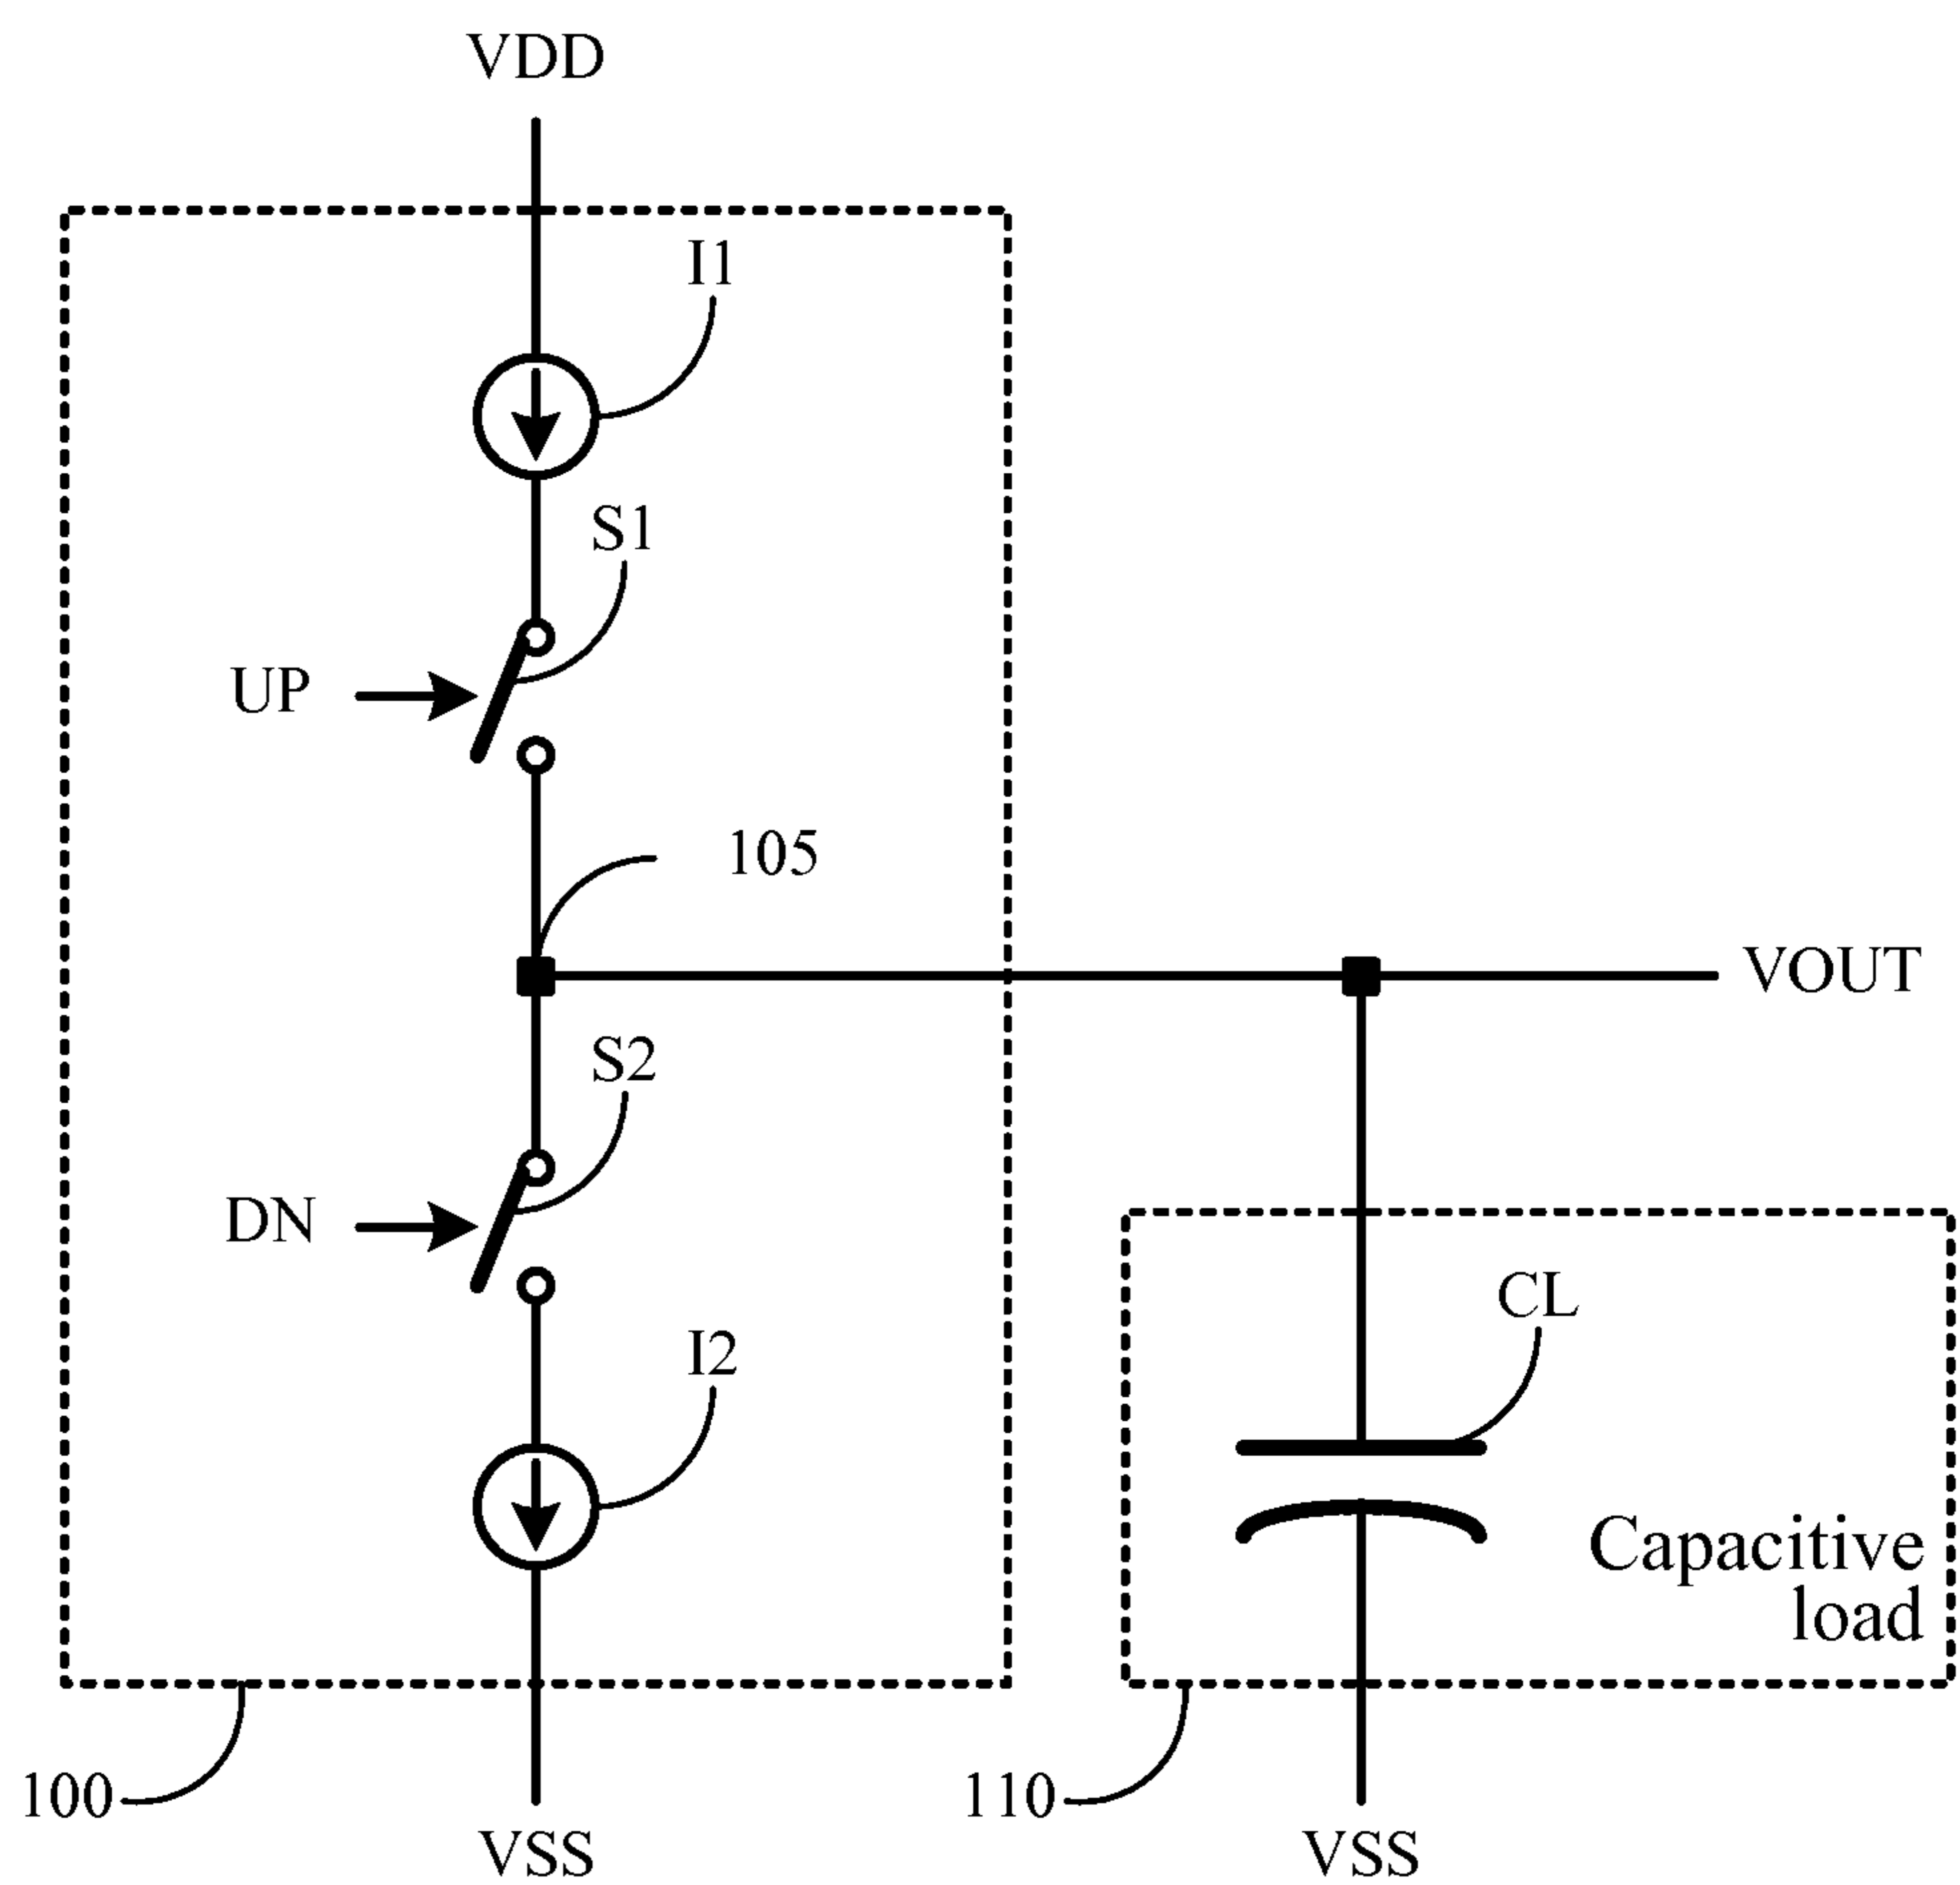 VDD
I1
S1
UP
105
VOUT
S2
DN
CL
I2
Capacitive
load
100
110
VSS
VSS